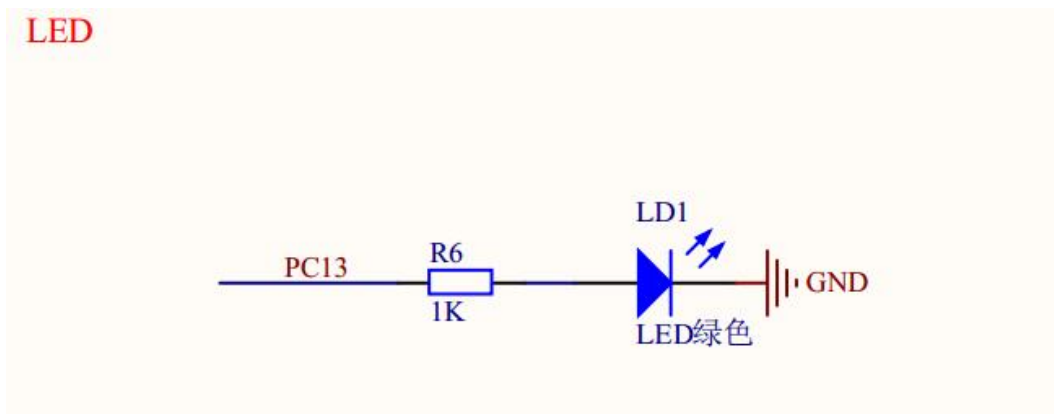 LED
LD1
R6
PC13
GND
1K
LED绿色